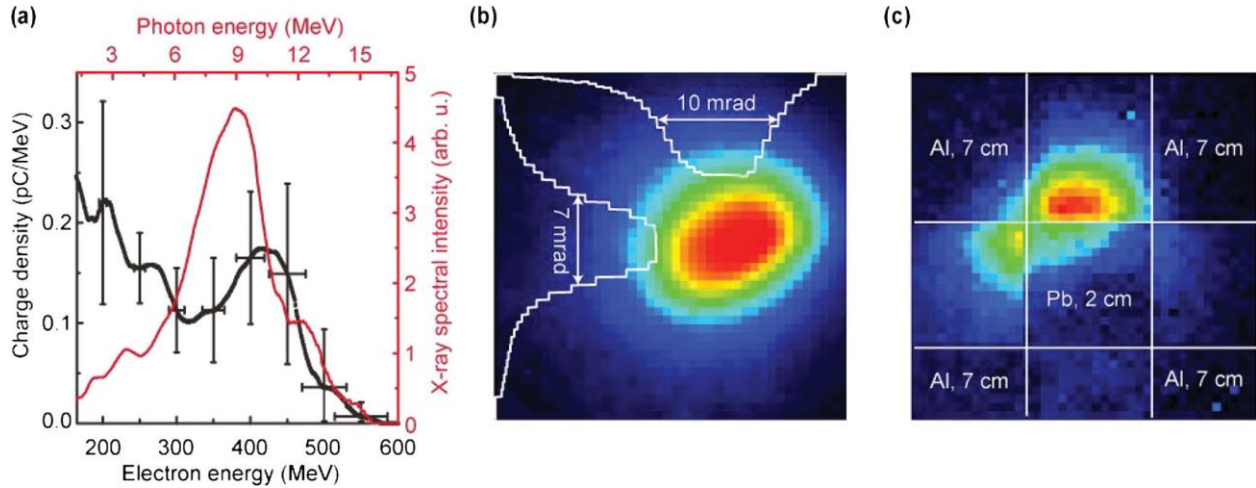 (a)
Photon energy (MeV)
3 6 9 12 15
Charge density (pC/MeV)
0.3
0.2
0.1
0.0
5
4
3
2
1
0
X-ray spectral intensity (arb. u.)
200 300 400 500 600
Electron energy (MeV)
(b)
10 mrad
7 mrad
(c)
Al, 7 cm
Al, 7 cm
Pb, 2 cm
Al, 7 cm
Al, 7 cm